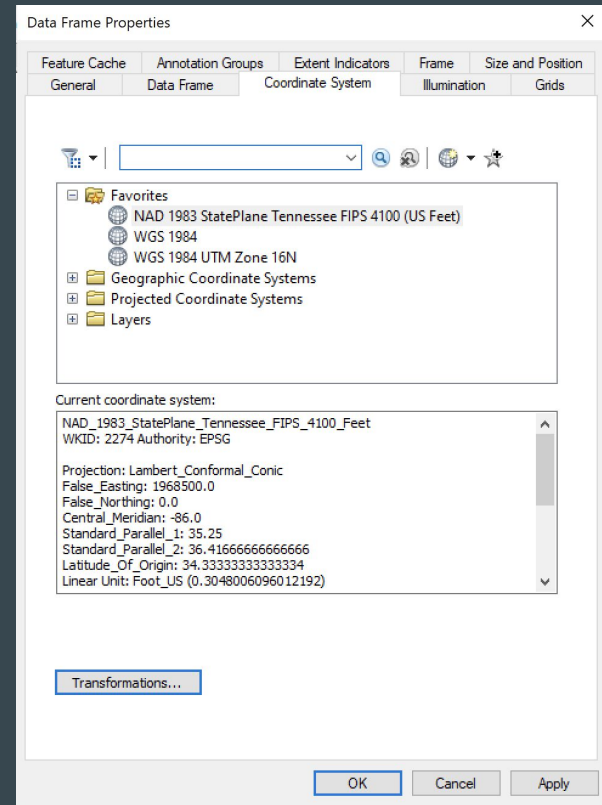 Data Frame Properties
Feature Cache Annotation Groups Extent Indicators Frame Size and Position
General Data Frame Coordinate System Illumination Grids
Favorites
NAD 1983 StatePlane Tennessee FIPS 4100 (US Feet)
WGS 1984
WGS 1984 UTM Zone 16N
Geographic Coordinate Systems
Projected Coordinate Systems
Layers
Current coordinate system:
NAD_1983_StatePlane_Tennessee_FIPS_4100_Feet
WKID: 2274 Authority: EPSG
Projection: Lambert_Conformal_Conic
False_Easting: 1968500.0
False_Northing: 0.0
Central_Meridian: -86.0
Standard_Parallel_1: 35.25
Standard_Parallel_2: 36.41666666666666
Latitude_Of_Origin: 34.33333333333334
Linear Unit: Foot_US (0.3048006096012192)
Transformations...
OK Cancel Apply